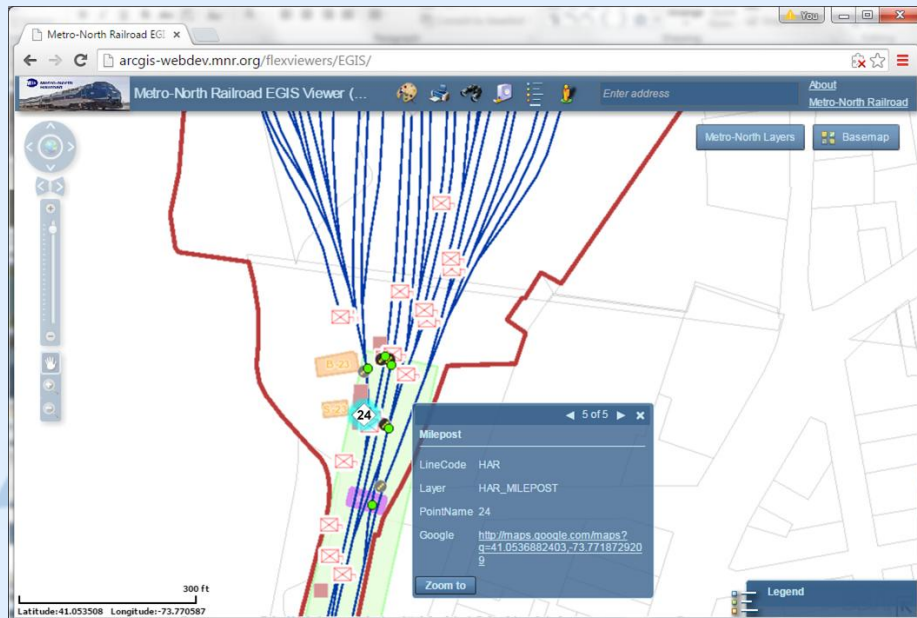 You
Metro-North Railroad EGI
arcgis-webdev.mnr.org/flexviewers/EGIS/
Metro-North Railroad EGIS Viewer (...
Enter address
About
Metro-North Railroad
Metro-North Layers
Basemap
B -23
24
5 of 5
Milepost
LineCode HAR
Layer HAR_MILEPOST
PointName 24
Google http://maps.google.com/maps?
q=41.0536882403,-73.771872920
9
Zoom to
300 ft
Latitude:41.053508 Longitude:-73.770587
Legend